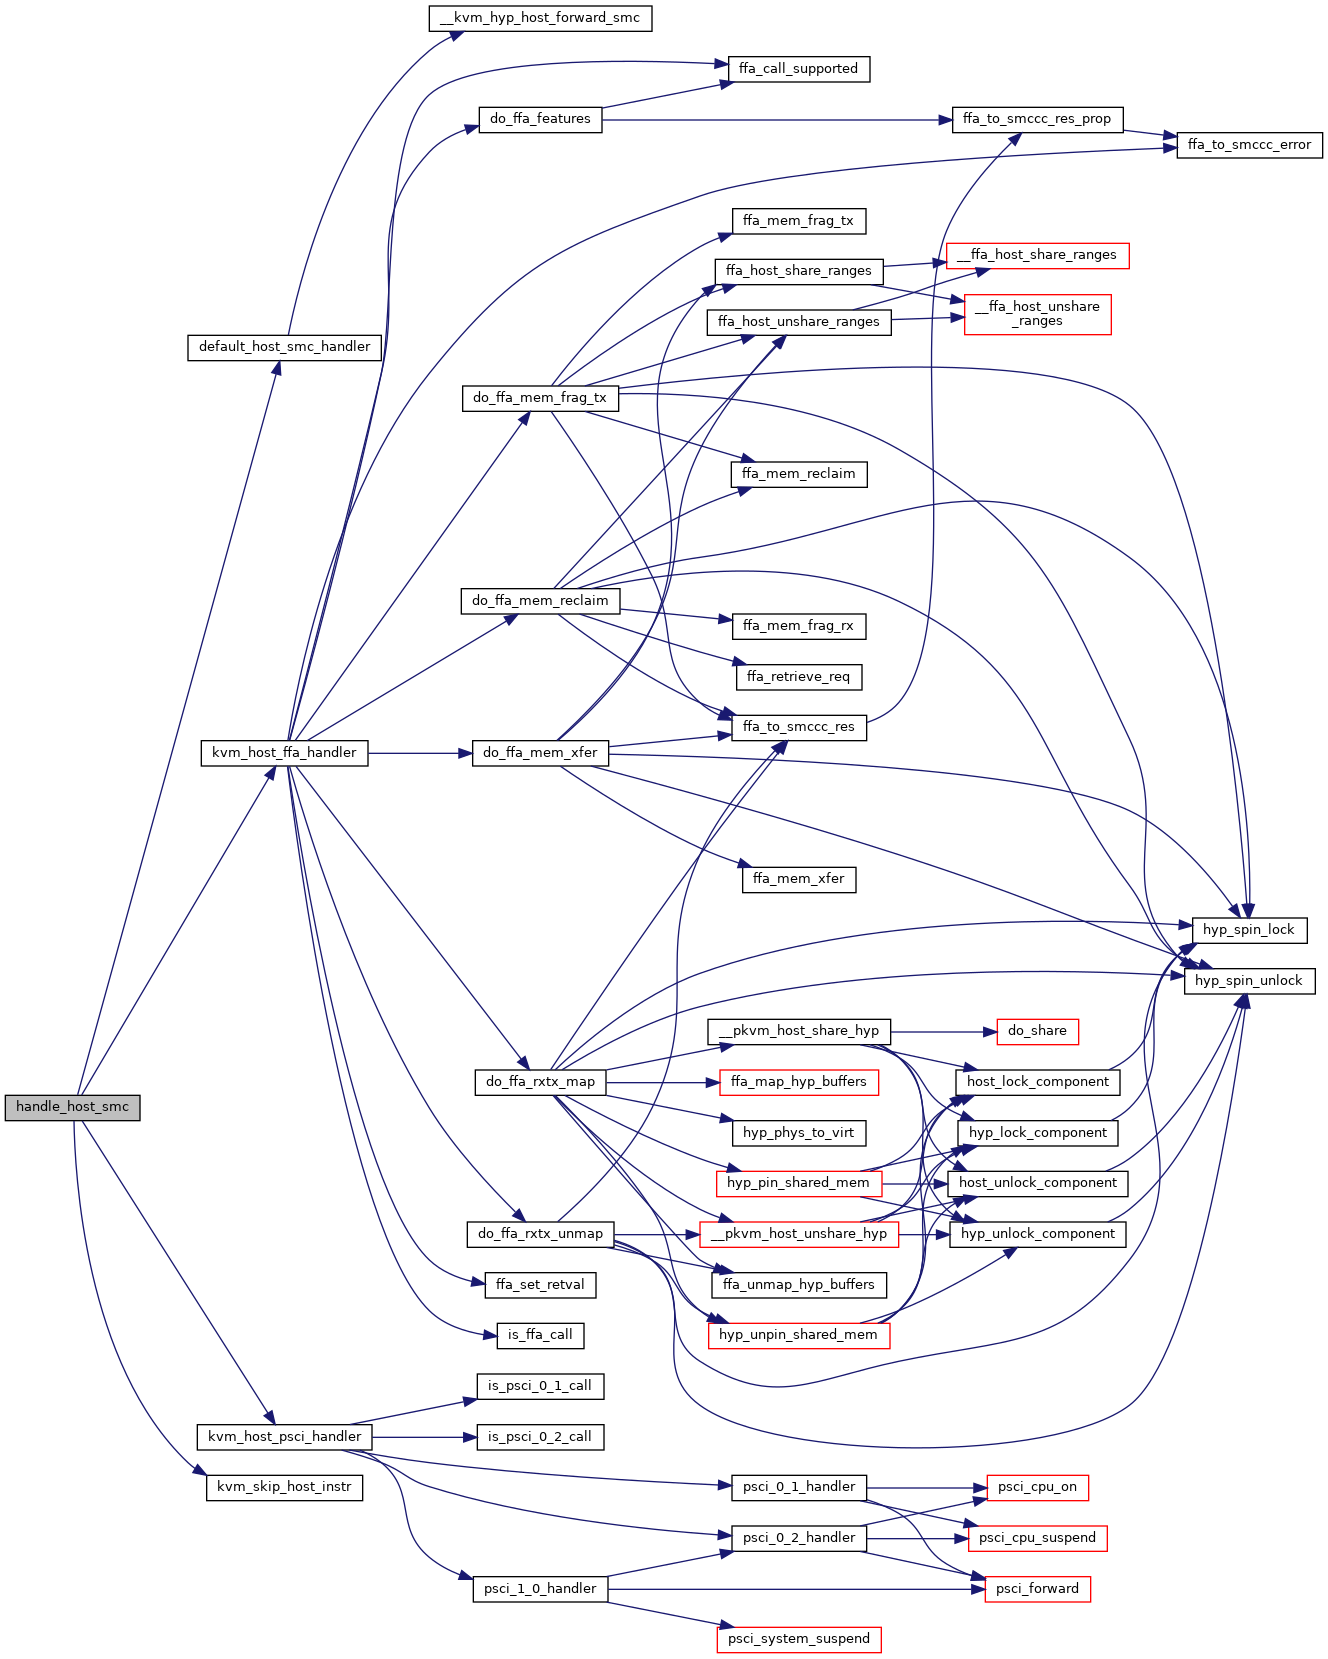 __kvm_hyp_host_forward_smc
ffa_call_supported
do_ffa_features
ffa_to_smccc_res_prop
ffa_to_smccc_error
ffa_mem_frag_tx
__ffa_host_share_ranges
ffa_host_share_ranges
__ffa_host_unshare
_ranges
ffa_host_unshare_ranges
default_host_smc_handler
do_ffa_mem_frag_tx
ffa_mem_reclaim
do_ffa_mem_reclaim
ffa_mem_frag_rx
ffa_retrieve_req
ffa_to_smccc_res
kvm_host_ffa_handler
do_ffa_mem_xfer
ffa_mem_xfer
hyp_spin_lock
hyp_spin_unlock
__pkvm_host_share_hyp
do_share
do_ffa_rxtx_map
ffa_map_hyp_buffers
host_lock_component
handle_host_smc
hyp_phys_to_virt
hyp_lock_component
hyp_pin_shared_mem
host_unlock_component
do_ffa_rxtx_unmap
__pkvm_host_unshare_hyp
hyp_unlock_component
ffa_set_retval
ffa_unmap_hyp_buffers
is_ffa_call
hyp_unpin_shared_mem
is_psci_0_1_call
kvm_host_psci_handler
is_psci_0_2_call
kvm_skip_host_instr
psci_0_1_handler
psci_cpu_on
psci_0_2_handler
psci_cpu_suspend
psci_1_0_handler
psci_forward
psci_system_suspend